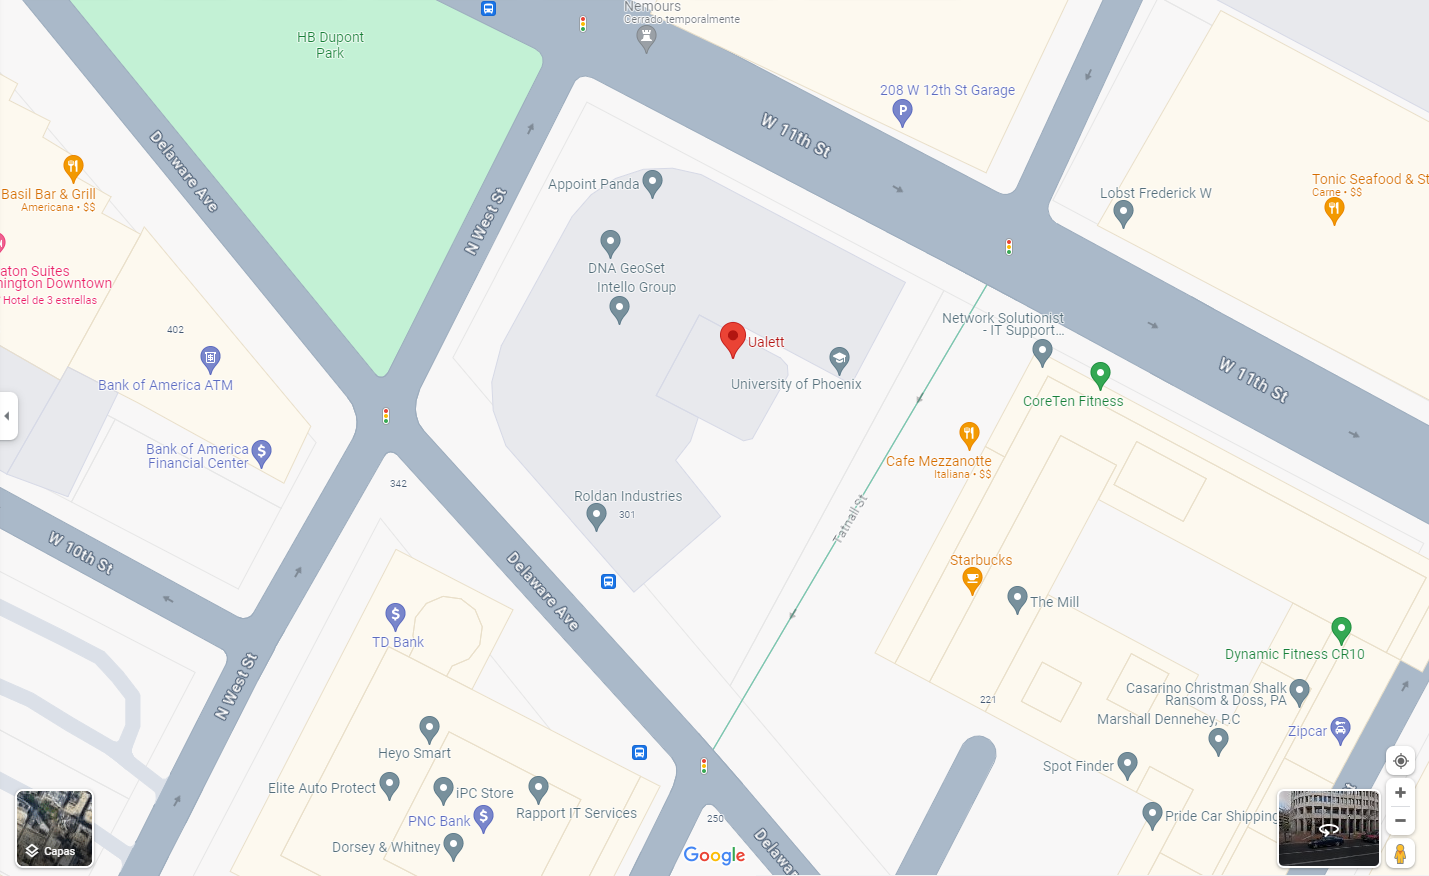 Nemours
Cerrado temporalmente
HB Dupont
Park
208 W 12th St Garage
P
W 11th St
Delaware Ave
Basil Bar & Grill
Americana • $$
Appoint Panda
Lobst Frederick W
Tonic Seafood & St
Carne • $$
N West St
aton Suites
nington Downtown
Hotel de 3 estrellas
DNA GeoSet
Intello Group
402
Network Solutionist
- IT Support...
Ualett
Bank of America ATM
University of Phoenix
W 11th St
CoreTen Fitness
Bank of America
Financial Center
Cafe Mezzanotte
Italiana • $$
342
Roldan Industries
301
Tatnall St
W 10th St
Delaware Ave
Starbucks
The Mill
TD Bank
Dynamic Fitness CR10
N West St
221
Casarino Christman Shalk
Ransom & Doss, PA
Marshall Dennehey, P.C
Zipcar
Heyo Smart
Spot Finder
Elite Auto Protect
iPC Store
Rapport IT Services
PNC Bank
250
Pride Car Shipping
Dorsey & Whitney
Delawar
Capas
Google